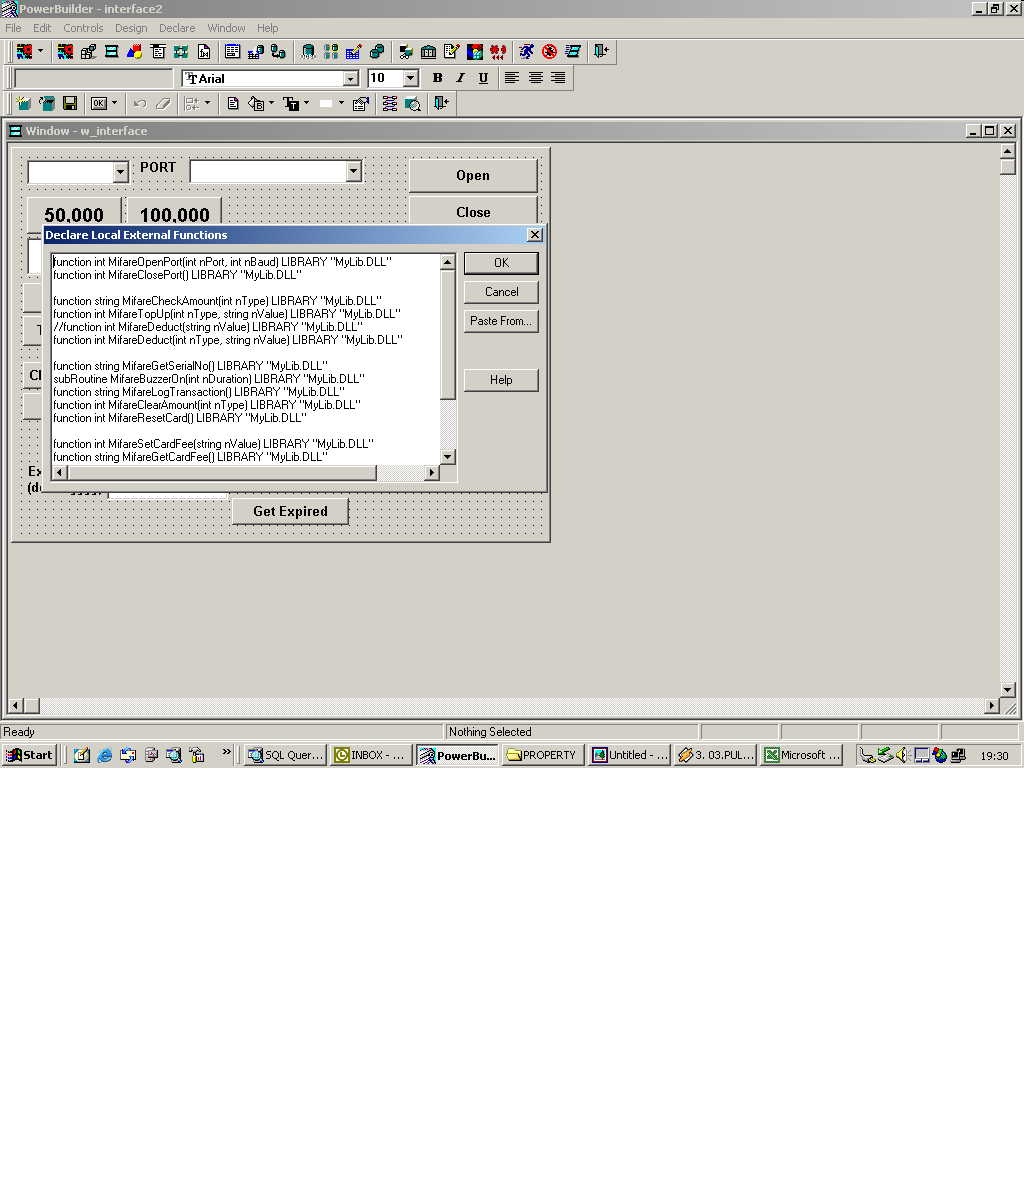 PowerBuilder - interface2
File Edit Controls Design Declare Window Help
Arial 10 B I U
OK
Window - w_interface
PORT Open
50,000 100,000 Close
Declare Local External Functions
function int MifareOpenPort(int nPort, int nBaud) LIBRARY "MyLib.DLL"
function int MifareClosePort() LIBRARY "MyLib.DLL"
function string MifareCheckAmount(int nType) LIBRARY "MyLib.DLL"
function int MifareTopUp(int nType, string nValue) LIBRARY "MyLib.DLL"
//function int MifareDeduct(string nValue) LIBRARY "MyLib.DLL"
function int MifareDeduct(int nType, string nValue) LIBRARY "MyLib.DLL"
function string MifareGetSerialNo() LIBRARY "MyLib.DLL"
subRoutine MifareBuzzerOn(int nDuration) LIBRARY "MyLib.DLL"
function string MifareLogTransaction() LIBRARY "MyLib.DLL"
function int MifareClearAmount(int nType) LIBRARY "MyLib.DLL"
function int MifareResetCard() LIBRARY "MyLib.DLL"
function int MifareSetCardFee(string nValue) LIBRARY "MyLib.DLL"
function string MifareGetCardFee() LIBRARY "MyLib.DLL"
OK
Cancel
Paste From...
Help
Get Expired
Ready Nothing Selected
Start SQL Quer... INBOX - ... PowerBu... PROPERTY Untitled - ... 3. 03.PUL... Microsoft ... 19:30